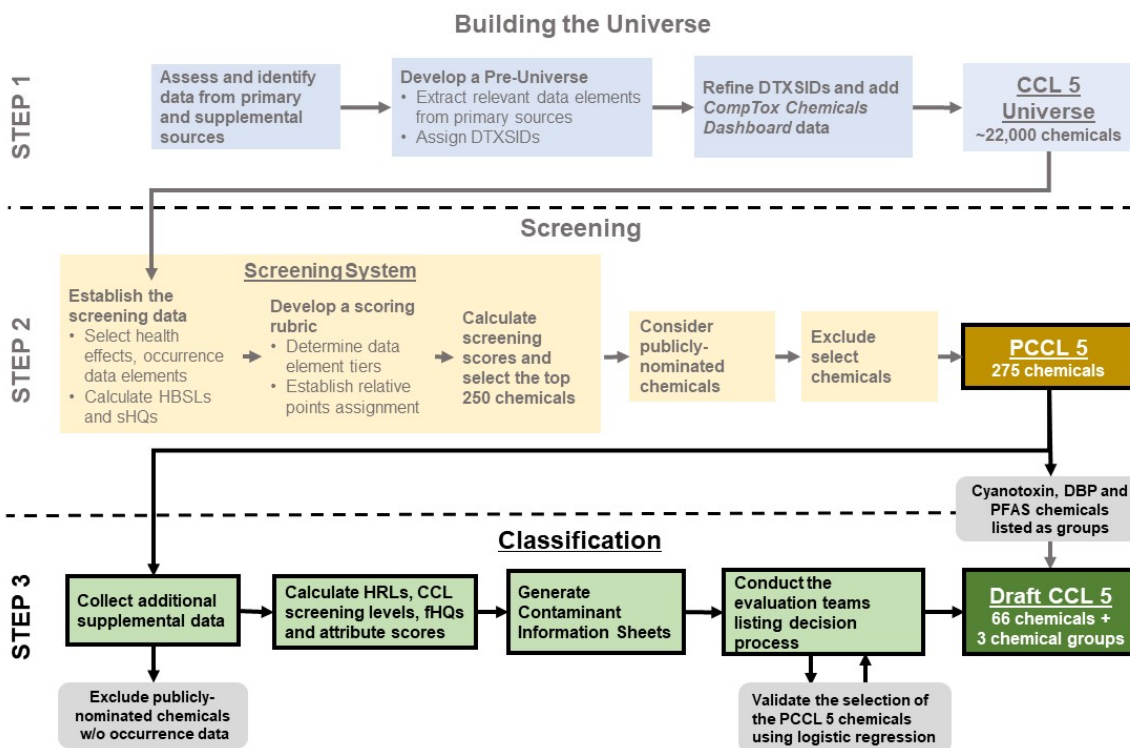 Building the Universe
STEP 1
Assess and identify
data from primary
and supplemental
sources
Develop a Pre-Universe
• Extract relevant data elements
from primary sources
• Assign DTXSIDs
Refine DTXSIDs and add
CompTox Chemicals
Dashboard data
CCL 5
Universe
~22,000 chemicals
Screening
STEP 2
Screening System
Establish the
screening data
• Select health
effects, occurrence
data elements
• Calculate HBSLs
and sHQs
Develop a scoring
rubric
• Determine data
element tiers
• Establish relative
points assignment
Calculate
screening
scores and
select the top
250 chemicals
Consider
publicly-
nominated
chemicals
Exclude
select
chemicals
PCCL 5
275 chemicals
Cyanotoxin, DBP and
PFAS chemicals
listed as groups
Classification
STEP 3
Collect additional
supplemental data
Calculate HRLs, CCL
screening levels, fHQs
and attribute scores
Generate
Contaminant
Information Sheets
Conduct the
evaluation teams
listing decision
process
Draft CCL 5
66 chemicals +
3 chemical groups
Exclude publicly-
nominated chemicals
w/o occurrence data
Validate the selection of
the PCCL 5 chemicals
using logistic regression